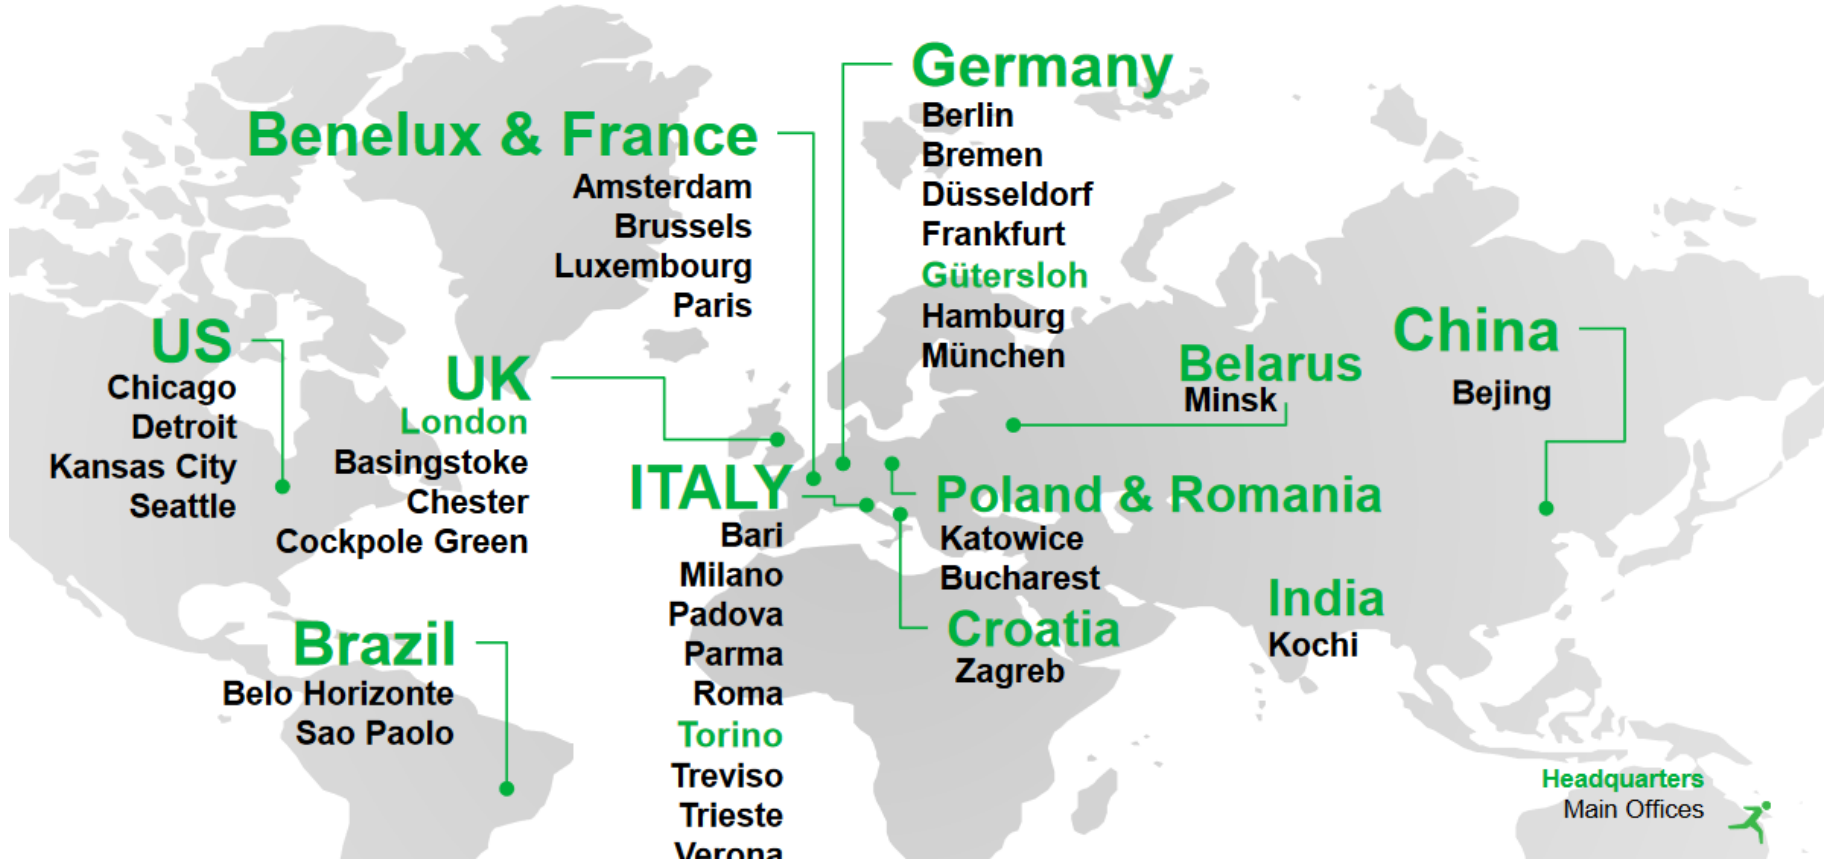 Germany
Berlin
Bremen
Düsseldorf
Frankfurt
Gütersloh
Hamburg
München
Benelux & France
Amsterdam
Brussels
Luxembourg
Paris
US
Chicago
Detroit
Kansas City
Seattle
UK
London
Basingstoke
Chester
Cockpole Green
Belarus
Minsk
China
Bejing
ITALY
Bari
Milano
Padova
Parma
Roma
Torino
Treviso
Trieste
Verona
Poland & Romania
Katowice
Bucharest
Croatia
Zagreb
India
Kochi
Brazil
Belo Horizonte
Sao Paolo
Headquarters
Main Offices